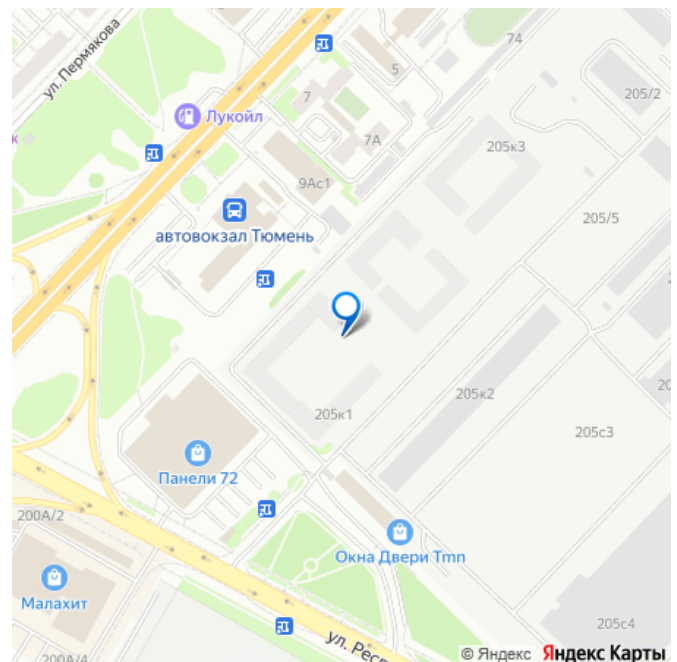 74
ул. Пермякова
5
205/2
7
Лукойл
7А
205к3
9Ас1
205/5
автовокзал Тюмень
205к2
205к1
205с3
Панели 72
200А/2
Окна Двери Tmn
Малахит
205с4
ул. Респ
200А/4
© Яндекс Яндекс Карты